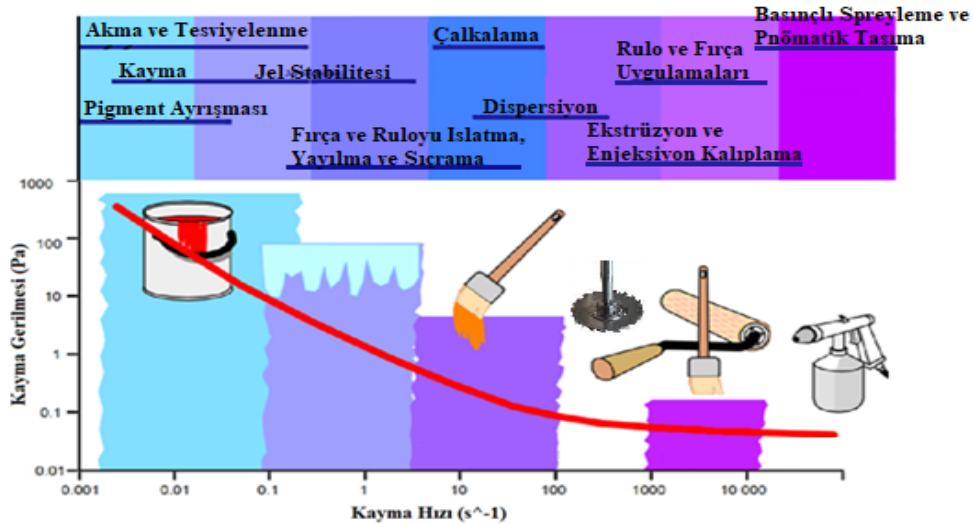 Akma ve Tesviyelenme
Çalkalama
Basınçlı Spreyleme ve
Pnömatik Taşıma
Kayma
Jel Stabilitesi
Rulo ve Fırça
Uygulamaları
Pigment Ayrışması
Dispersiyon
Fırça ve Ruloyu Islatma,
Yayılma ve Sıçrama
Ekstrüzyon ve
Enjeksiyon Kalıplama
Kayma Gerilmesi (Pa)
1000
100
10
1
0.1
0.01
0.001
0.01
0.1
1
10
100
1000
10 000
Kayma Hızı (s^-1)